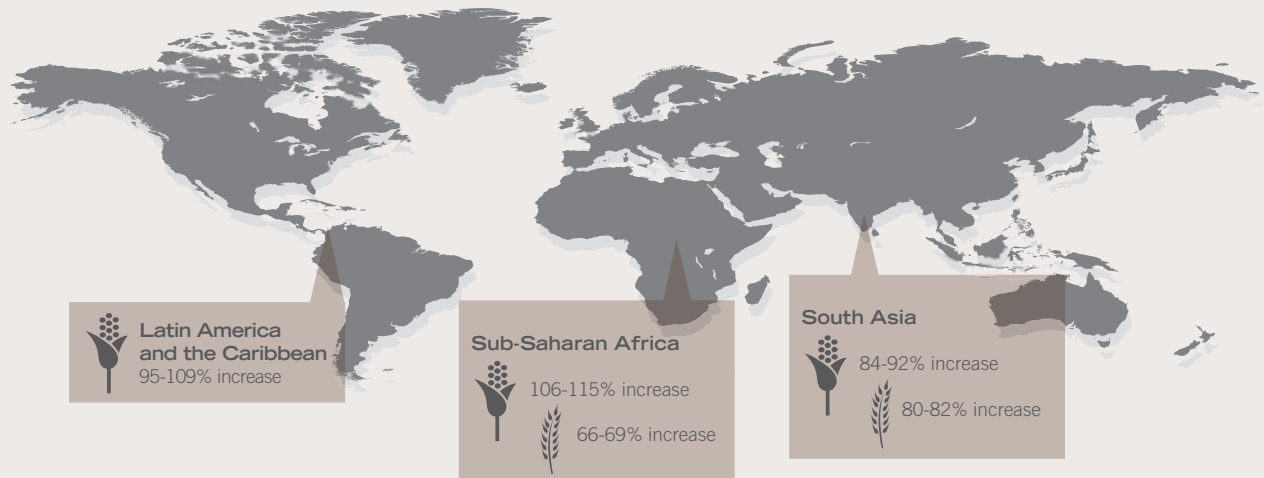 Latin America
and the Caribbean
95-109% increase
Sub-Saharan Africa
106-115% increase
66-69% increase
South Asia
84-92% increase
80-82% increase